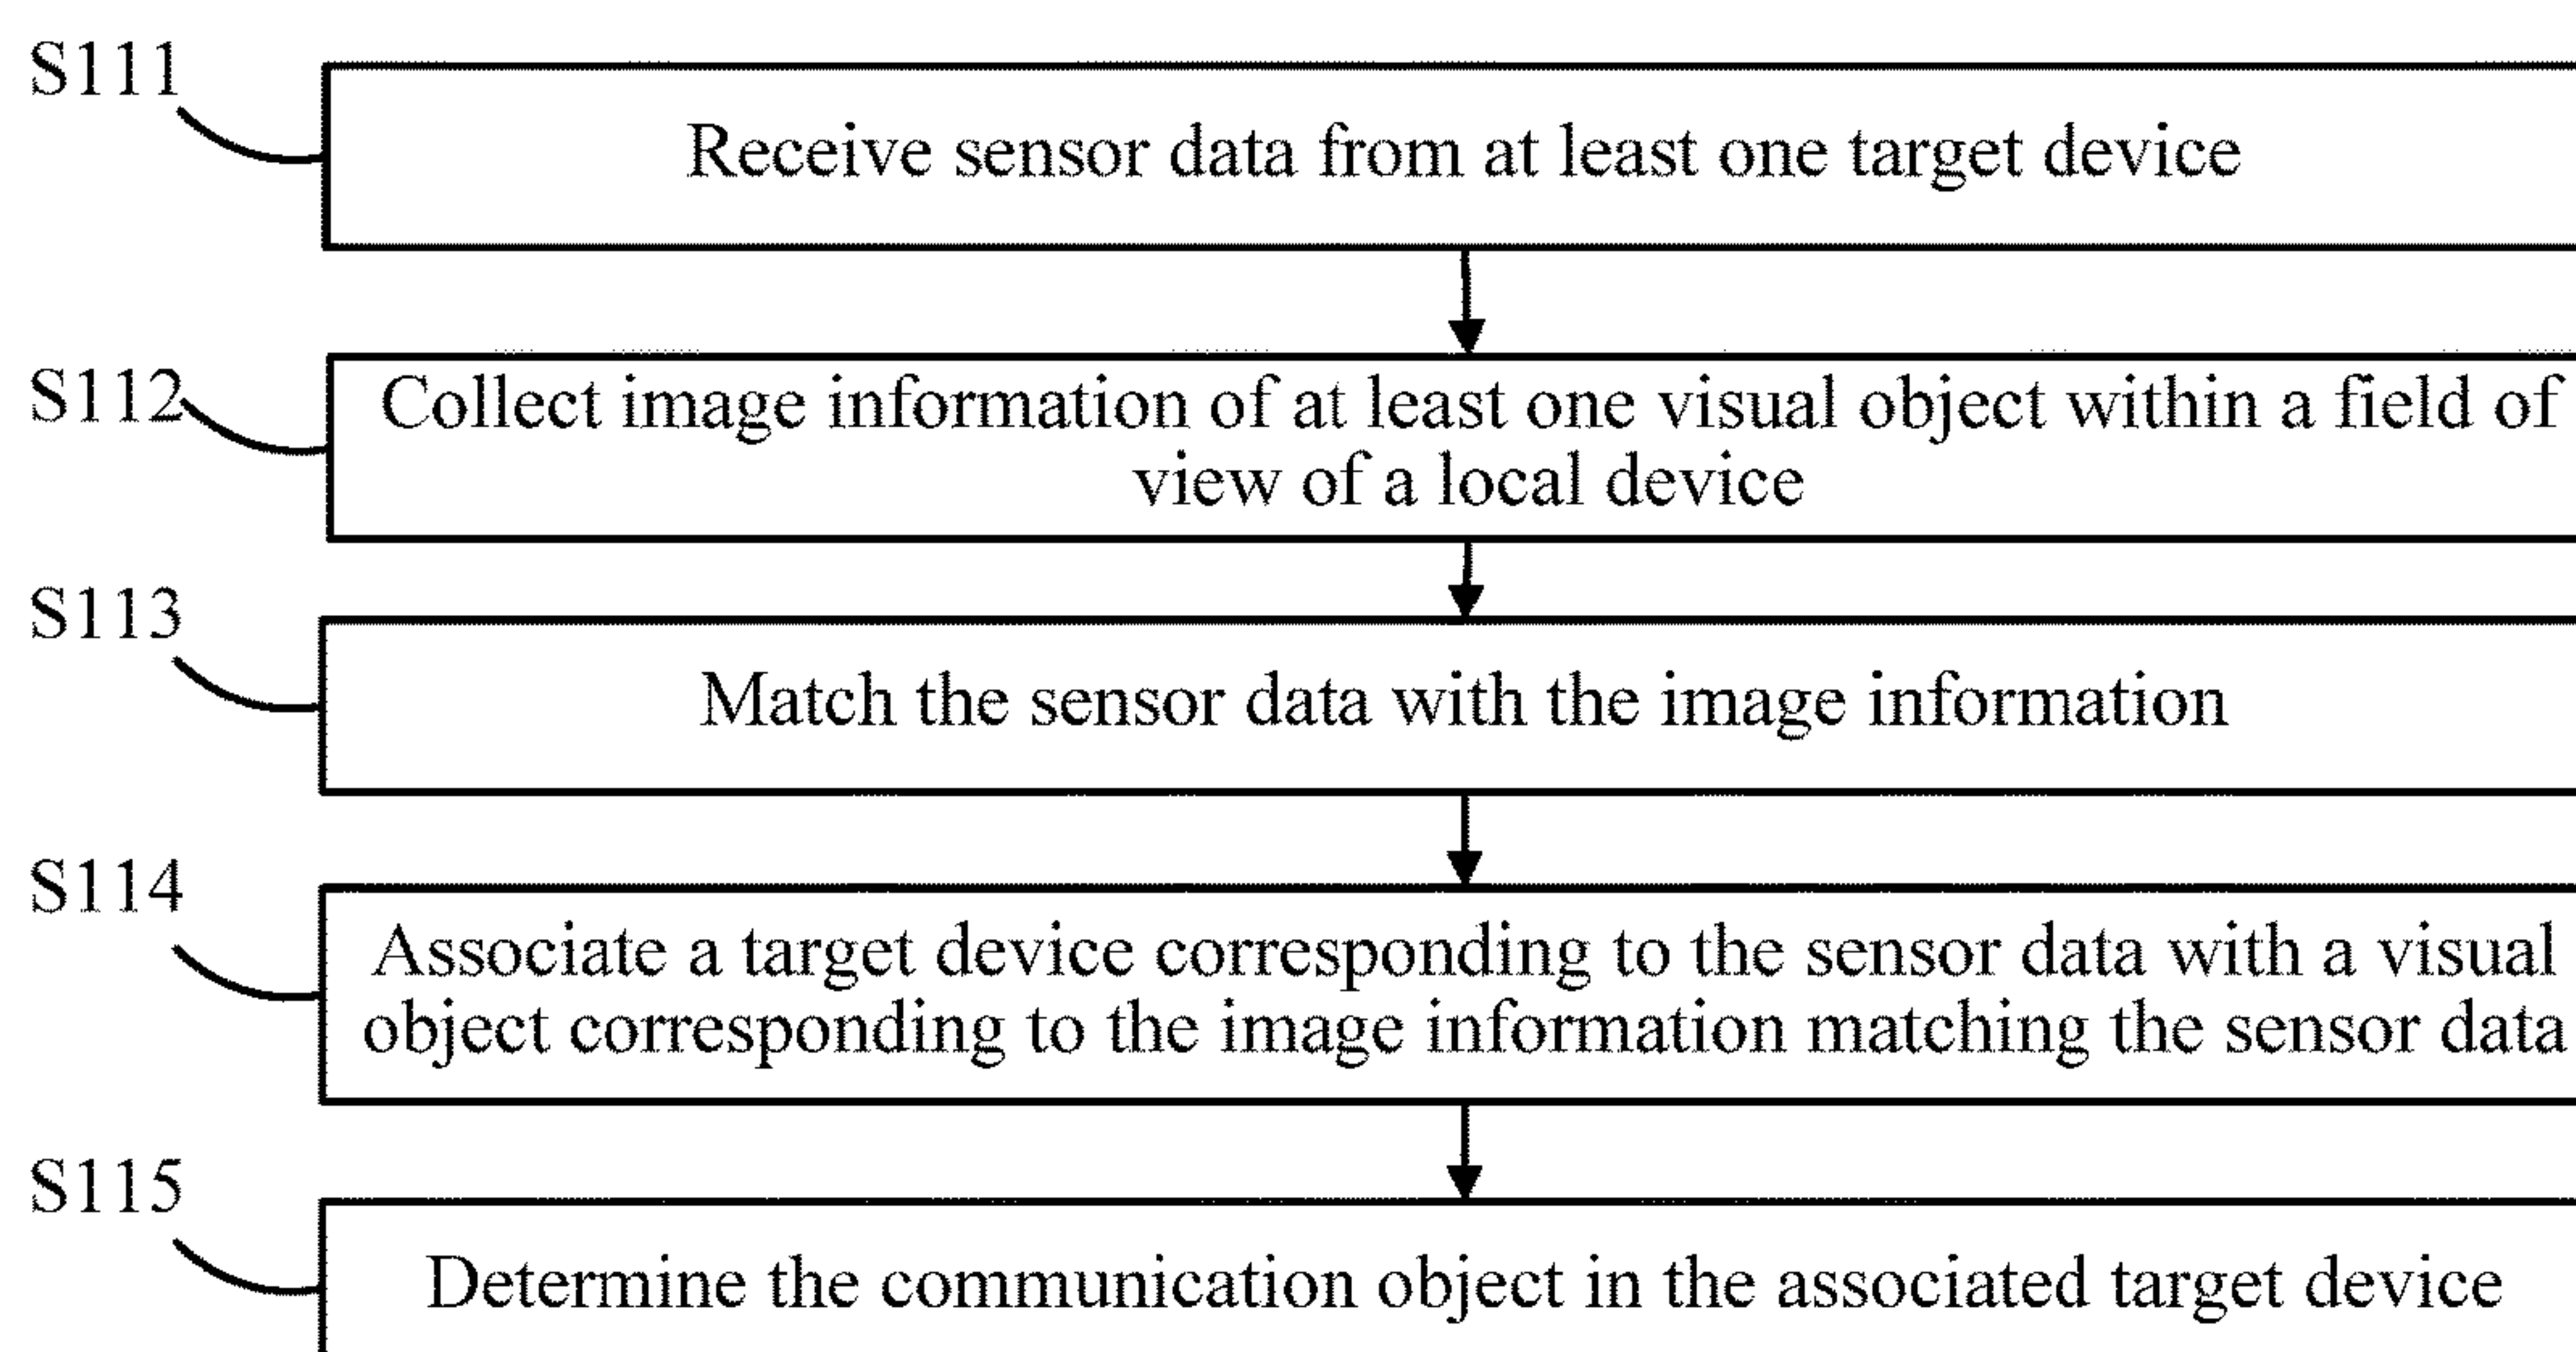 S111
Receive sensor data from at least one target device
S112
Collect image information of at least one visual object within a field of
view of a local device
S113
Match the sensor data with the image information
S114
Associate a target device corresponding to the sensor data with a visual
object corresponding to the image information matching the sensor data
S115
Determine the communication object in the associated target device